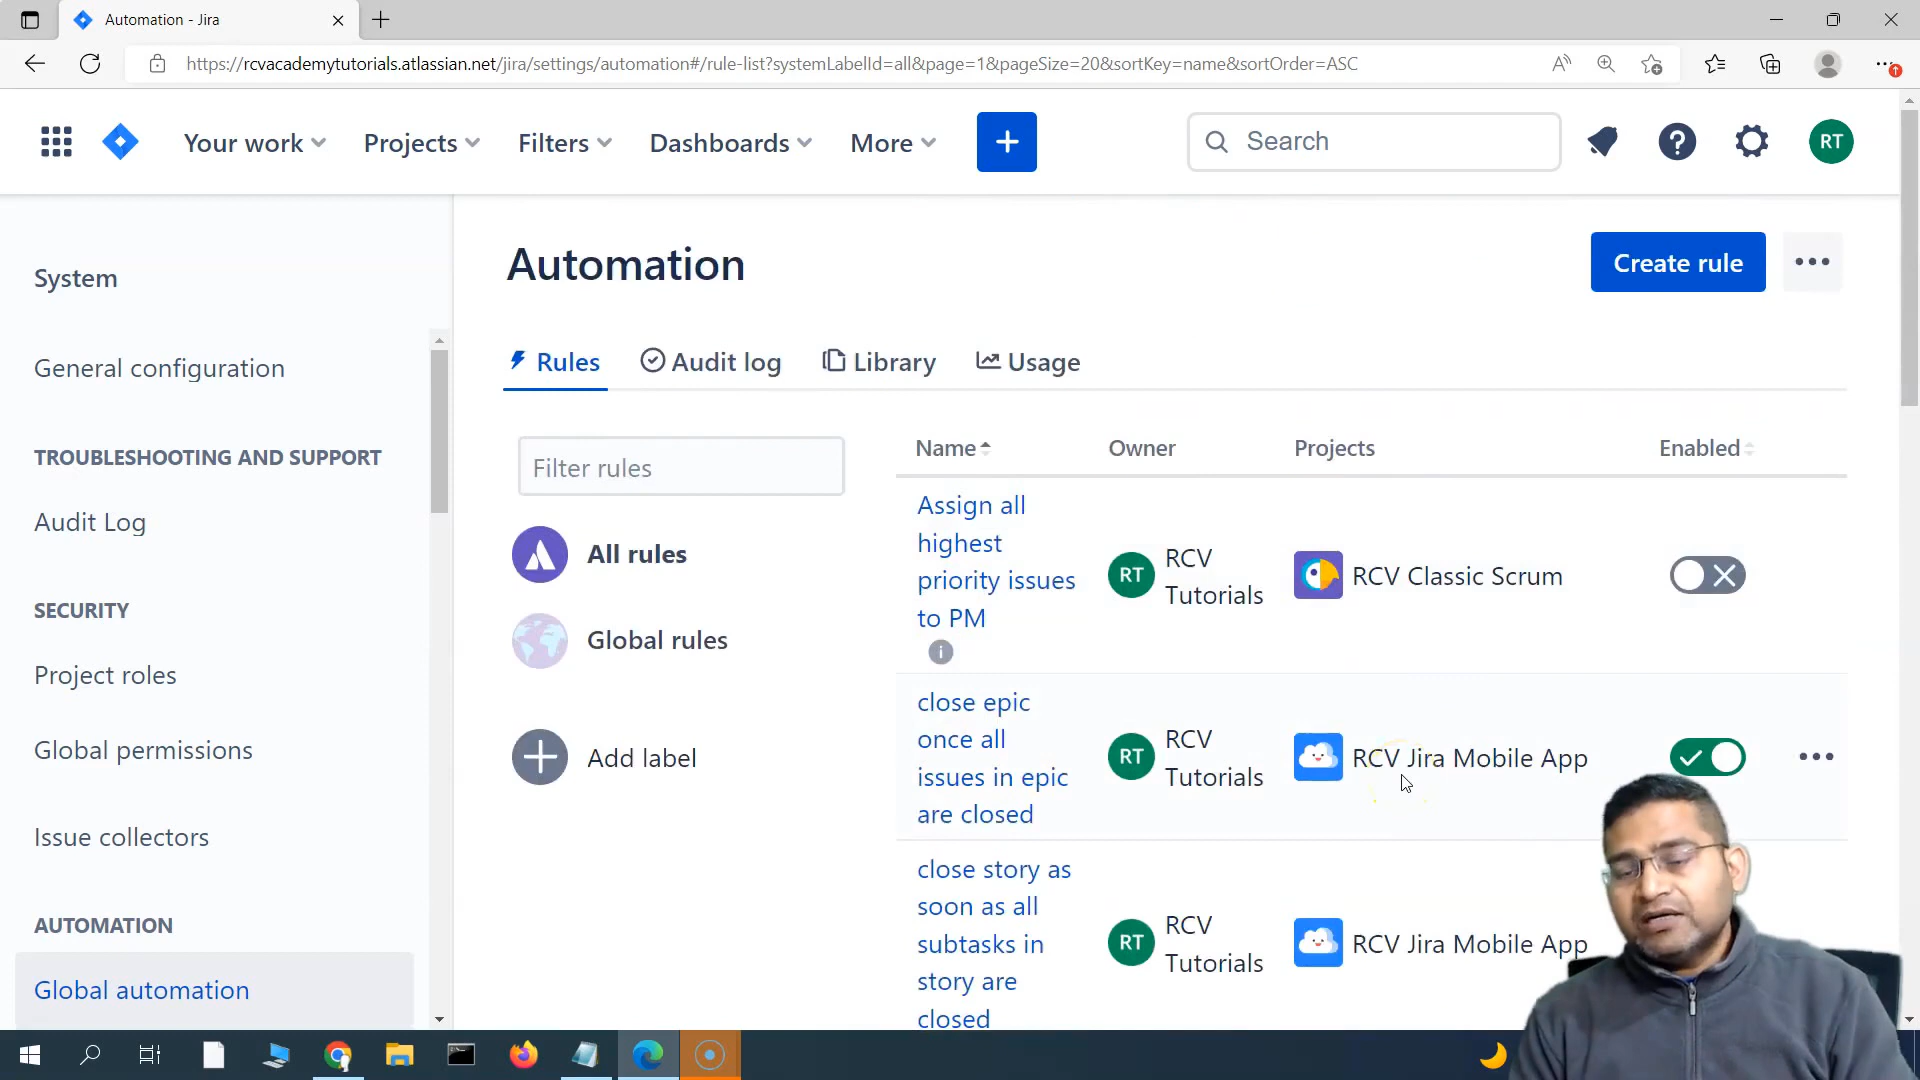 Automation - Jira
https://rcvacademytutorials.atlassian.net/jira/settings/automation#/rule-list?systemLabelId=all&page=1&pageSize=20&sortKey=name&sortOrder=ASC
Your work
Projects
Filters
Dashboards
More
Search
RT
System
General configuration
TROUBLESHOOTING AND SUPPORT
Audit Log
SECURITY
Project roles
Global permissions
Issue collectors
AUTOMATION
Global automation
Automation
Create rule
Rules
Audit log
Library
Usage
Filter rules
All rules
Global rules
Add label
Name
Owner
Projects
Enabled
Assign all
highest
priority issues
to PM
RT
RCV
Tutorials
RCV Classic Scrum
close epic
once all
issues in epic
are closed
RT
RCV
Tutorials
RCV Jira Mobile App
close story as
soon as all
subtasks in
story are
closed
RT
RCV
Tutorials
RCV Jira Mobile App